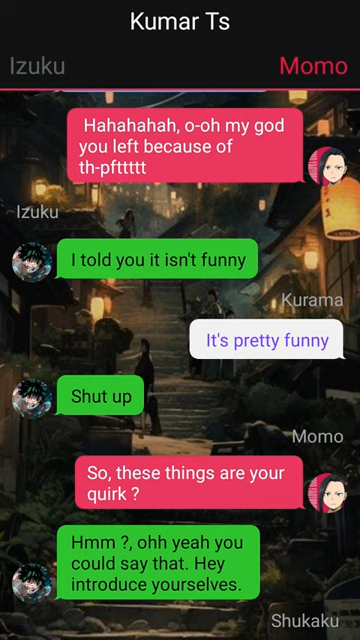 Kumar Ts
Izuku Momo
Hahahahah, o-oh my god
you left because of
th-pfttttt
Izuku
I told you it isn't funny
Kurama
It's pretty funny
Shut up
Momo
So, these things are your
quirk ?
Hmm ?, ohh yeah you
could say that. Hey
introduce yourselves.
Shukaku